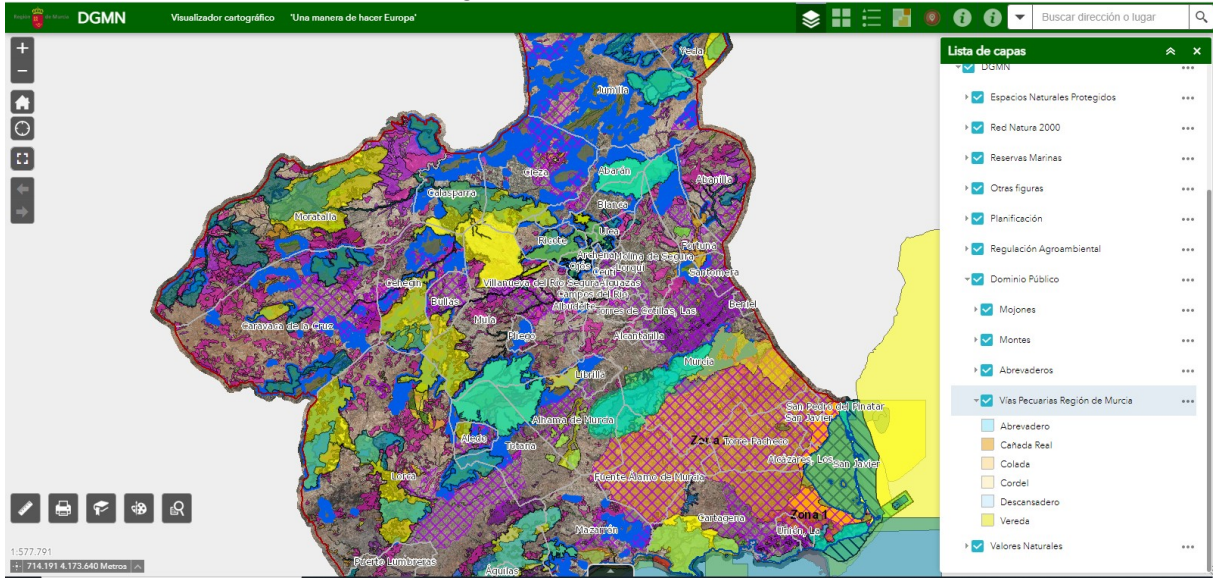 Región de Murcia DGMN Visualizador cartográfico 'Una manera de hacer Europa' Buscar dirección o lugar
Lista de capas
DGMN
Espacios Naturales Protegidos
Red Natura 2000
Reservas Marinas
Otras figuras
Planificación
Regulación Agroambiental
Dominio Público
Mojones
Montes
Abrevaderos
Vías Pecuarias Región de Murcia
Abrevadero
Cañada Real
Colada
Cordel
Descansadero
Vereda
Valores Naturales
Yecla
Jumilla
Cieza
Abarán
Abanilla
Calasparra
Blanca
Moratalla
Ulea
Ricote
Fortuna
Archena
Molina de Segura
Ojós
Ceutí
Lorquí
Santomera
Cehegín
Villanueva del Río Segura
Alguazas
Campos del Río
Bullas
Albudeite
Torres de Cotillas, Las
Beniel
Mula
Caravaca de la Cruz
Pliego
Alcantarilla
Murcia
Librilla
San Pedro del Pinatar
San Javier
Alhama de Murcia
Aledo
Totana
Zona
Torre-Pacheco
Alcázares, Los
San Javier
Lorca
Fuente Álamo de Murcia
Cartagena
Zona 1
Mazarrón
Unión, La
Puerto Lumbreras
Águilas
1:577.791
714.191 4.173.640 Metros